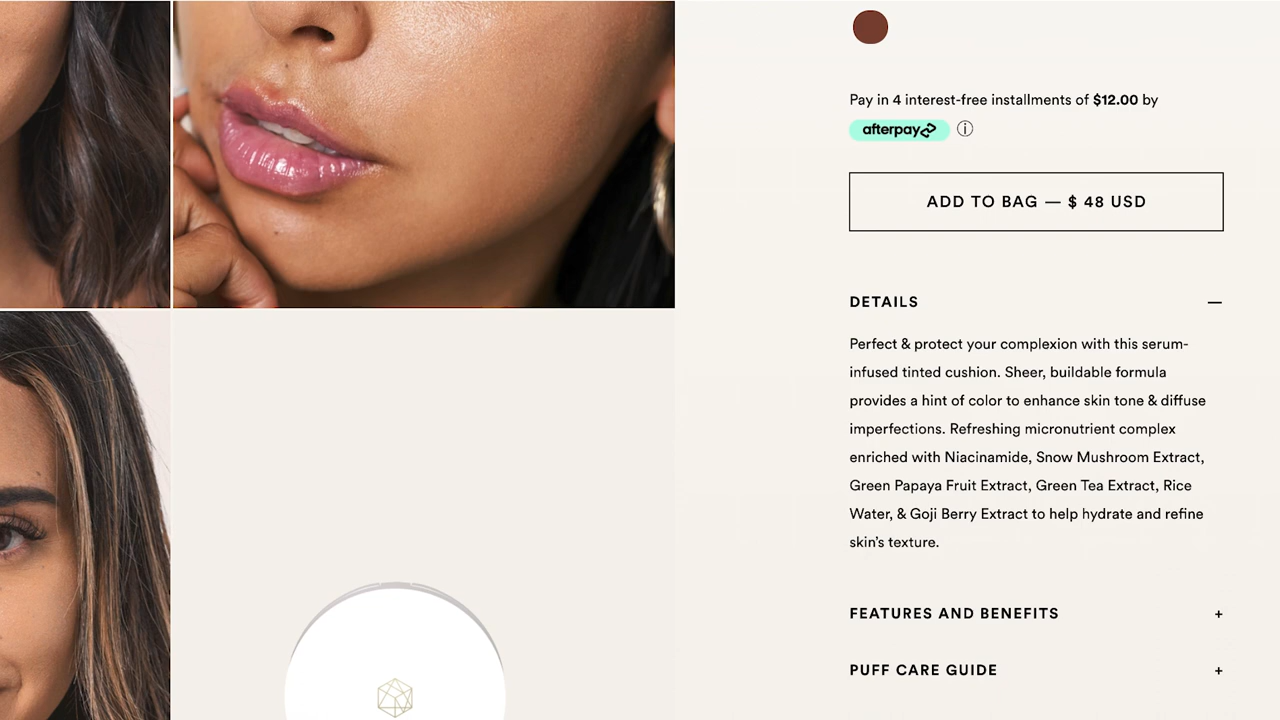 Pay in 4 interest-free installments of $12.00 by
afterpay
ADD TO BAG — $ 48 USD
DETAILS
Perfect & protect your complexion with this serum-
infused tinted cushion. Sheer, buildable formula
provides a hint of color to enhance skin tone & diffuse
imperfections. Refreshing micronutrient complex
enriched with Niacinamide, Snow Mushroom Extract,
Green Papaya Fruit Extract, Green Tea Extract, Rice
Water, & Goji Berry Extract to help hydrate and refine
skin’s texture.
FEATURES AND BENEFITS
PUFF CARE GUIDE